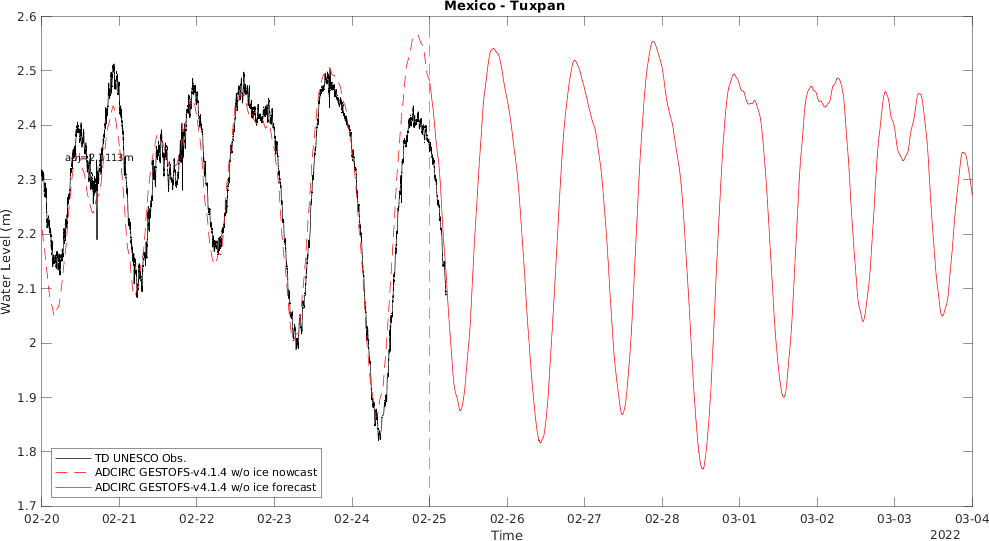 Mexico - Tuxpan
2.6
2.5
2.4
2.3
2.2
2.1
2
1.9
1.8
1.7
Water Level (m)
TD UNESCO Obs.
ADCIRC GESTOFS-v4.1.4 w/o ice nowcast
ADCIRC GESTOFS-v4.1.4 w/o ice forecast
02-20 02-21 02-22 02-23 02-24 02-25 02-26 02-27 02-28 03-01 03-02 03-03 03-04
Time
2022